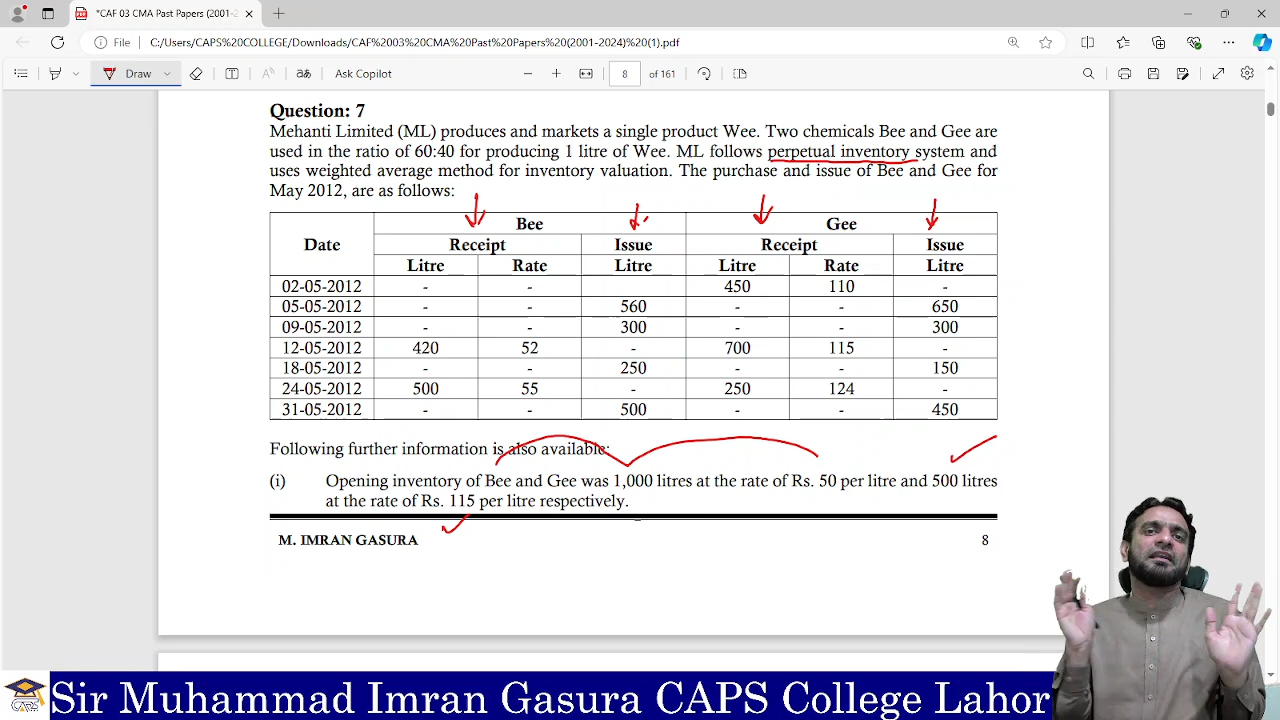 *CAF 03 CMA Past Papers (2001-2
File C:/Users/CAPS%20COLLEGE/Downloads/CAF%2003%20CMA%20Past%20Papers%20(2001-2024)%20(1).pdf
Draw Ask Copilot 8 of 161
Question: 7
Mehanti Limited (ML) produces and markets a single product Wee. Two chemicals Bee and Gee are
used in the ratio of 60:40 for producing 1 litre of Wee. ML follows perpetual inventory system and
uses weighted average method for inventory valuation. The purchase and issue of Bee and Gee for
May 2012, are as follows:
Date Bee Gee
Receipt Issue Receipt Issue
Litre Rate Litre Litre Rate Litre
02-05-2012 - - 450 110 -
05-05-2012 - - 560 - - 650
09-05-2012 - - 300 - - 300
12-05-2012 420 52 - 700 115 -
18-05-2012 - - 250 - - 150
24-05-2012 500 55 - 250 124 -
31-05-2012 - - 500 - - 450
Following further information is also available:
(i) Opening inventory of Bee and Gee was 1,000 litres at the rate of Rs. 50 per litre and 500 litres
at the rate of Rs. 115 per litre respectively.
M. IMRAN GASURA 8
Sir Muhammad Imran Gasura CAPS College Lahor